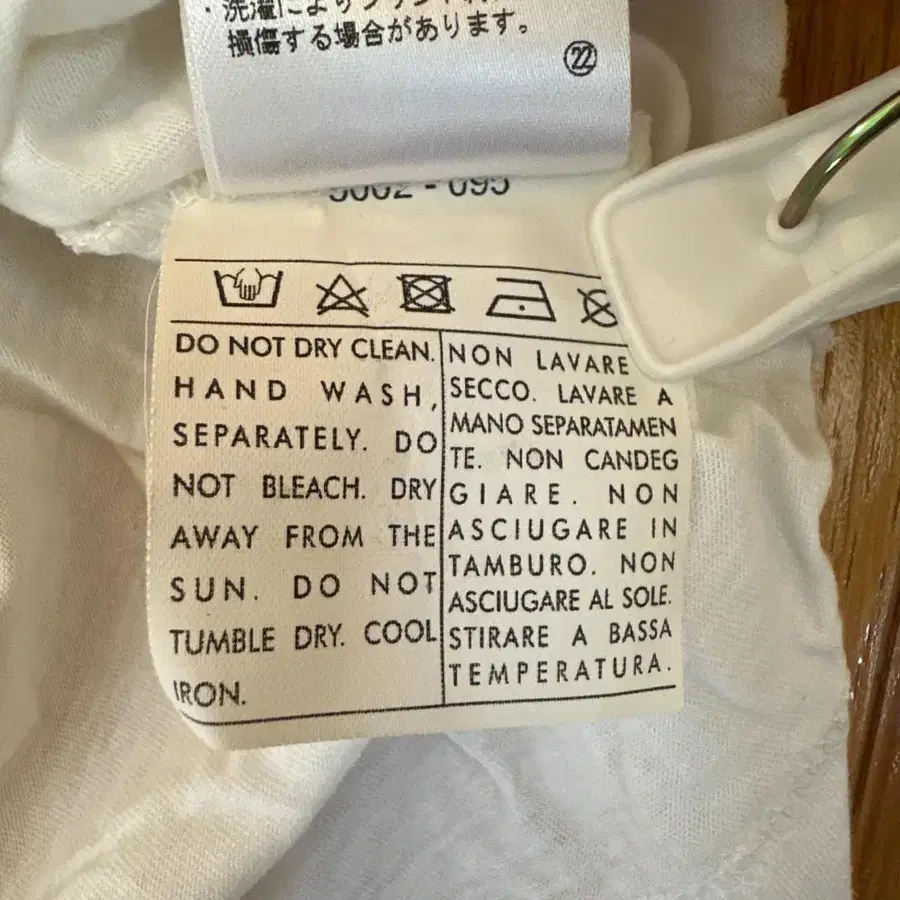 損傷する場合があります。
㉒
5002 - 095
DO NOT DRY CLEAN.
HAND WASH,
SEPARATELY. DO
NOT BLEACH. DRY
AWAY FROM THE
SUN. DO NOT
TUMBLE DRY. COOL
IRON.
NON LAVARE
SECCO. LAVARE A
MANO SEPARATAMEN
TE. NON CANDEG
GIARE. NON
ASCIUGARE IN
TAMBURO. NON
ASCIUGARE AL SOLE.
STIRARE A BASSA
TEMPERATURA.